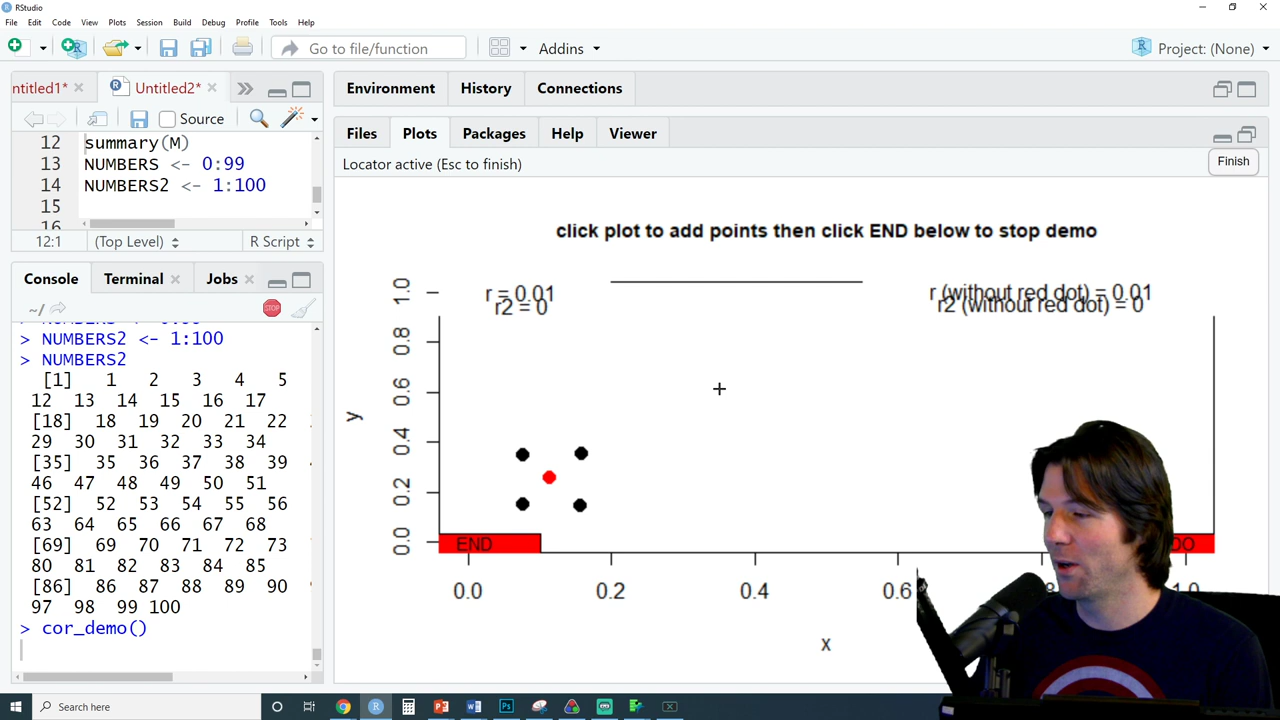 RStudio
File Edit Code View Plots Session Build Debug Profile Tools Help
Go to file/function Addins Project: (None)
ntitled1* Untitled2*
Source
12 summary(M)
13 NUMBERS <- 0:99
14 NUMBERS2 <- 1:100
15
16
12:1 (Top Level) R Script
Console Terminal Jobs
~/
STOP
> NUMBERS2 <- 1:100
> NUMBERS2
[1] 1 2 3 4 5
12 13 14 15 16 17
[18] 18 19 20 21 22
29 30 31 32 33 34
[35] 35 36 37 38 39
46 47 48 49 50 51
[52] 52 53 54 55 56
63 64 65 66 67 68
[69] 69 70 71 72 73
80 81 82 83 84 85
[86] 86 87 88 89 90
97 98 99 100
> cor_demo()
Environment History Connections
Files Plots Packages Help Viewer
Locator active (Esc to finish) Finish
click plot to add points then click END below to stop demo
r = 0.01 r (without red dot) = 0.01
r2 = 0 r2 (without red dot) = 0
1.0
0.8
0.6
0.4
0.2
0.0
y
END DO
0.0 0.2 0.4 0.6 1.0
x
Search here